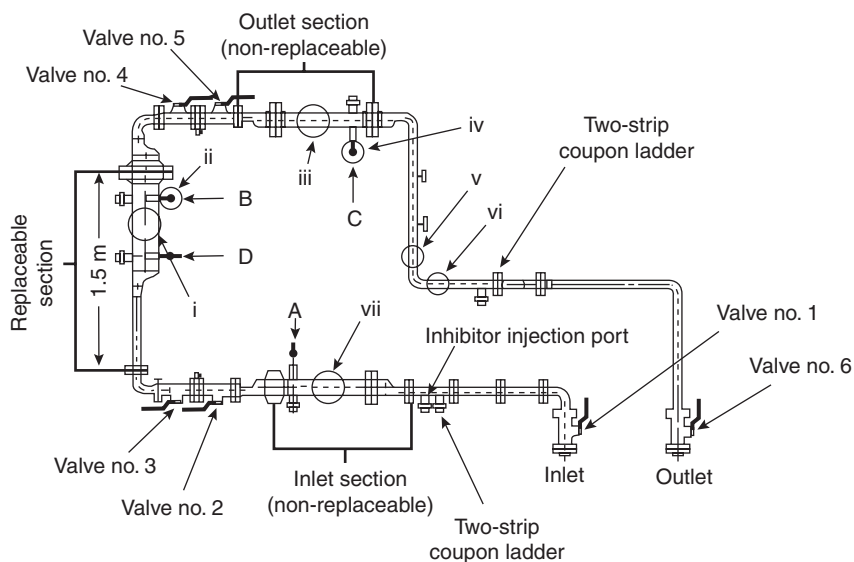 Outlet section
(non-replaceable)
Valve no. 5
Valve no. 4
iv
Two-strip
coupon ladder
ii
iii
B
C
v
vi
Replaceable
section
1.5 m
D
i
A
vii
Inhibitor injection port
Valve no. 1
Valve no. 6
Valve no. 3
Valve no. 2
Inlet section
(non-replaceable)
Inlet
Outlet
Two-strip
coupon ladder